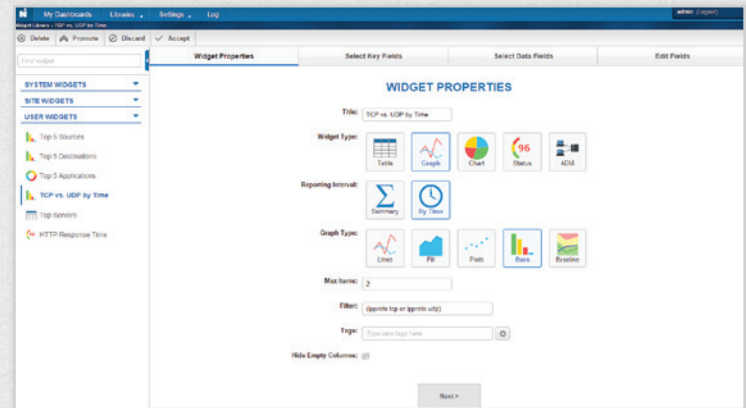 N My Dashboards Libraries Settings Log admin (Logout)
Widget Library › TCP vs. UDP by Time
Delete Promote Discard Accept
Find widget
Widget Properties Select Key Fields Select Data Fields Edit Fields
SYSTEM WIDGETS
SITE WIDGETS
USER WIDGETS
Top 5 Sources
Top 5 Destinations
Top 5 Applications
TCP vs. UDP by Time
Top Servers
96 HTTP Response Time
WIDGET PROPERTIES
Title: TCP vs. UDP by Time
Widget Type:
96
Table Graph Chart Status ADM
Reporting Interval:
Summary By Time
Graph Type:
Lines Fill Plots Bars Baseline
Max Items: 2
Filter: (ipproto tcp or ipproto udp)
Tags: Type new tags here
Hide Empty Columns:
Next >